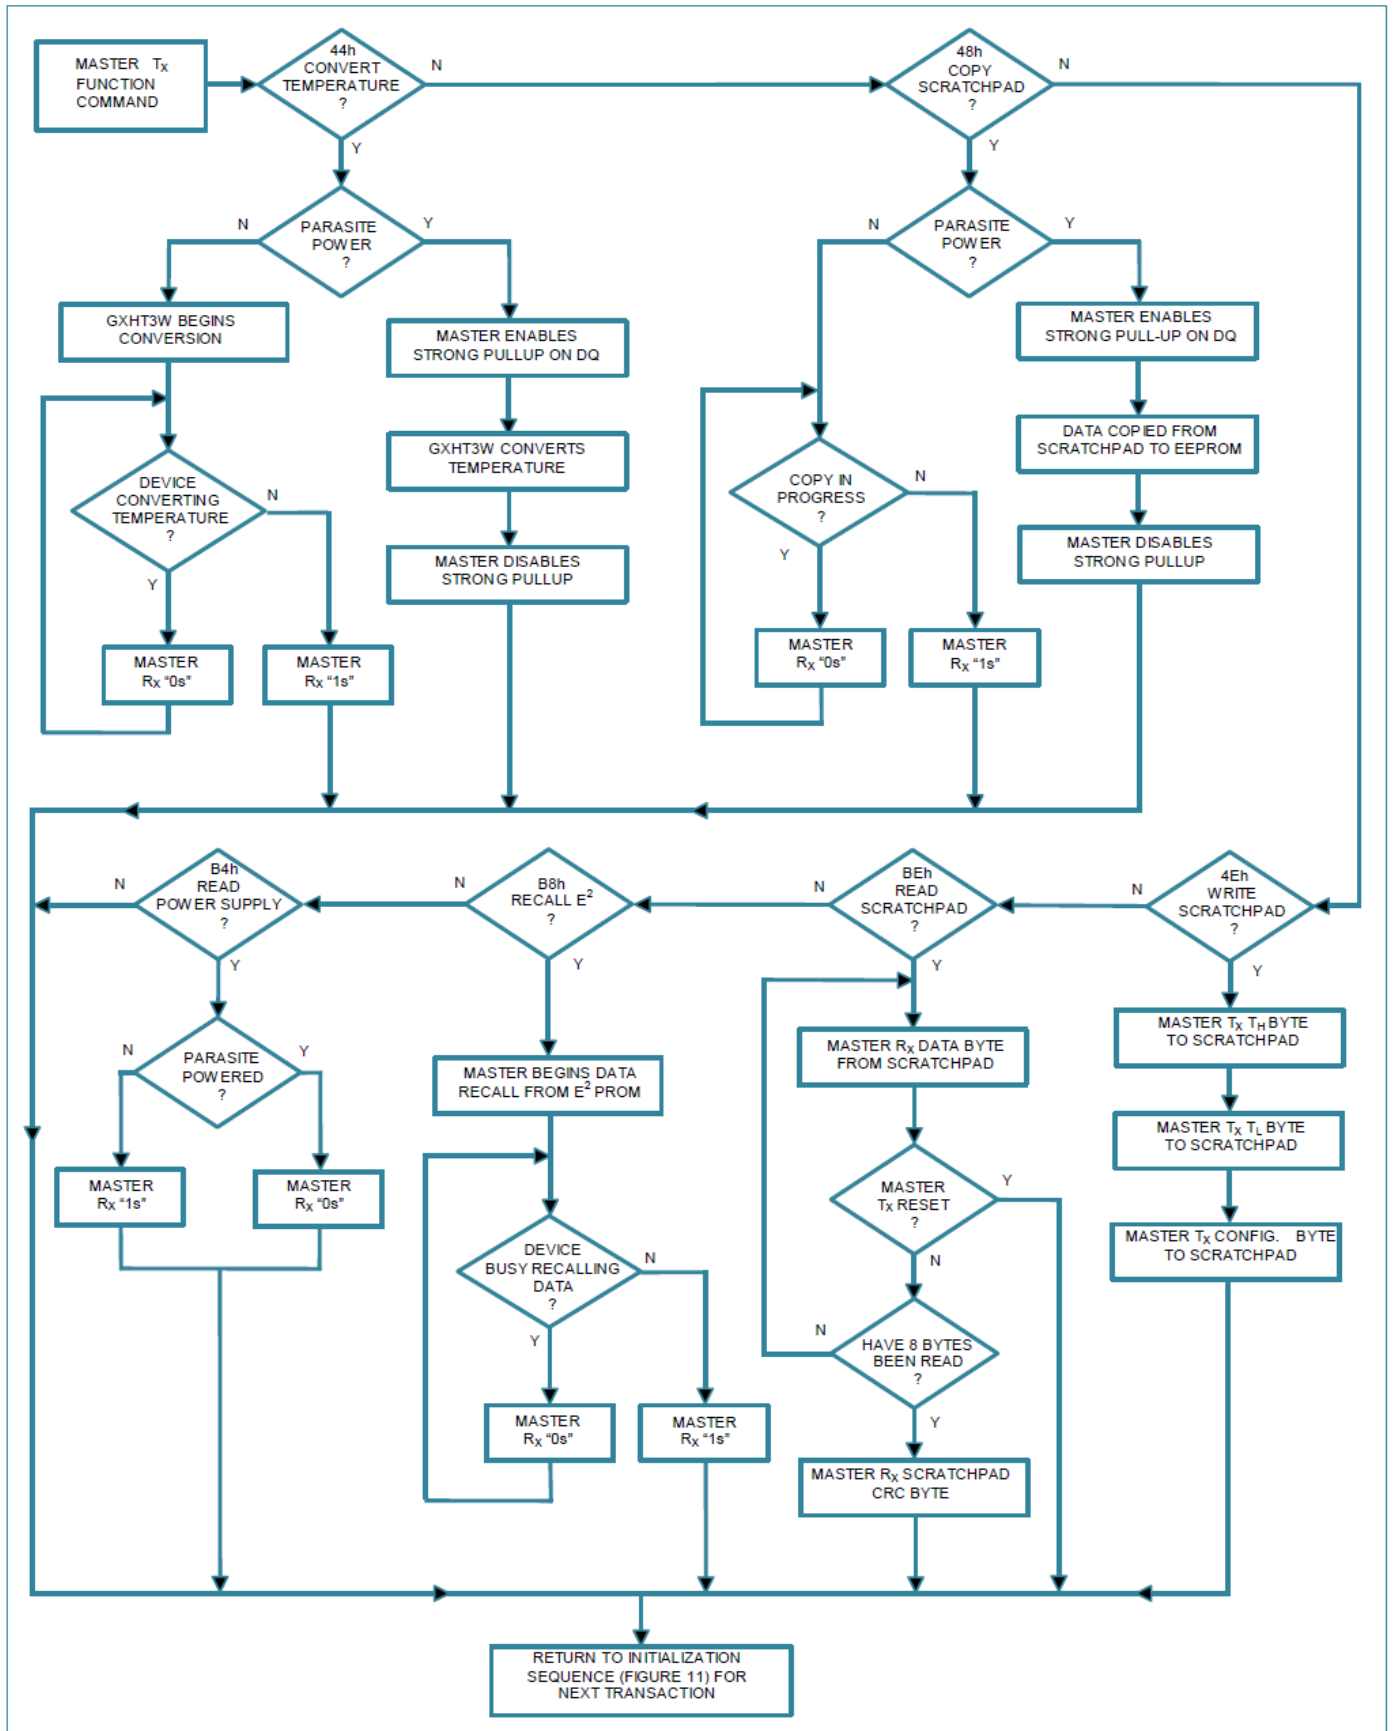 MASTER Tx
FUNCTION
COMMAND
44h
CONVERT
TEMPERATURE
?
N
Y
48h
COPY
SCRATCHPAD
?
N
Y
PARASITE
POWER
?
N
Y
PARASITE
POWER
?
N
Y
GXHT3W BEGINS
CONVERSION
MASTER ENABLES
STRONG PULLUP ON DQ
MASTER ENABLES
STRONG PULL-UP ON DQ
GXHT3W CONVERTS
TEMPERATURE
DATA COPIED FROM
SCRATCHPAD TO EEPROM
DEVICE
CONVERTING
TEMPERATURE
?
N
Y
COPY IN
PROGRESS
?
N
Y
MASTER DISABLES
STRONG PULLUP
MASTER DISABLES
STRONG PULLUP
MASTER
Rx “0s”
MASTER
Rx “1s”
MASTER
Rx “0s”
MASTER
Rx “1s”
B4h
READ
POWER SUPPLY
?
N
Y
B8h
RECALL E²
?
N
Y
BEh
READ
SCRATCHPAD
?
N
Y
4Eh
WRITE
SCRATCHPAD
?
N
Y
PARASITE
POWERED
?
N
Y
MASTER BEGINS DATA
RECALL FROM E² PROM
MASTER Rx DATA BYTE
FROM SCRATCHPAD
MASTER Tx TH BYTE
TO SCRATCHPAD
MASTER Tx TL BYTE
TO SCRATCHPAD
MASTER
Rx “1s”
MASTER
Rx “0s”
MASTER
Tx RESET
?
Y
N
MASTER Tx CONFIG. BYTE
TO SCRATCHPAD
DEVICE
BUSY RECALLING
DATA
?
N
Y
HAVE 8 BYTES
BEEN READ
?
N
Y
MASTER
Rx “0s”
MASTER
Rx “1s”
MASTER Rx SCRATCHPAD
CRC BYTE
RETURN TO INITIALIZATION
SEQUENCE (FIGURE 11) FOR
NEXT TRANSACTION